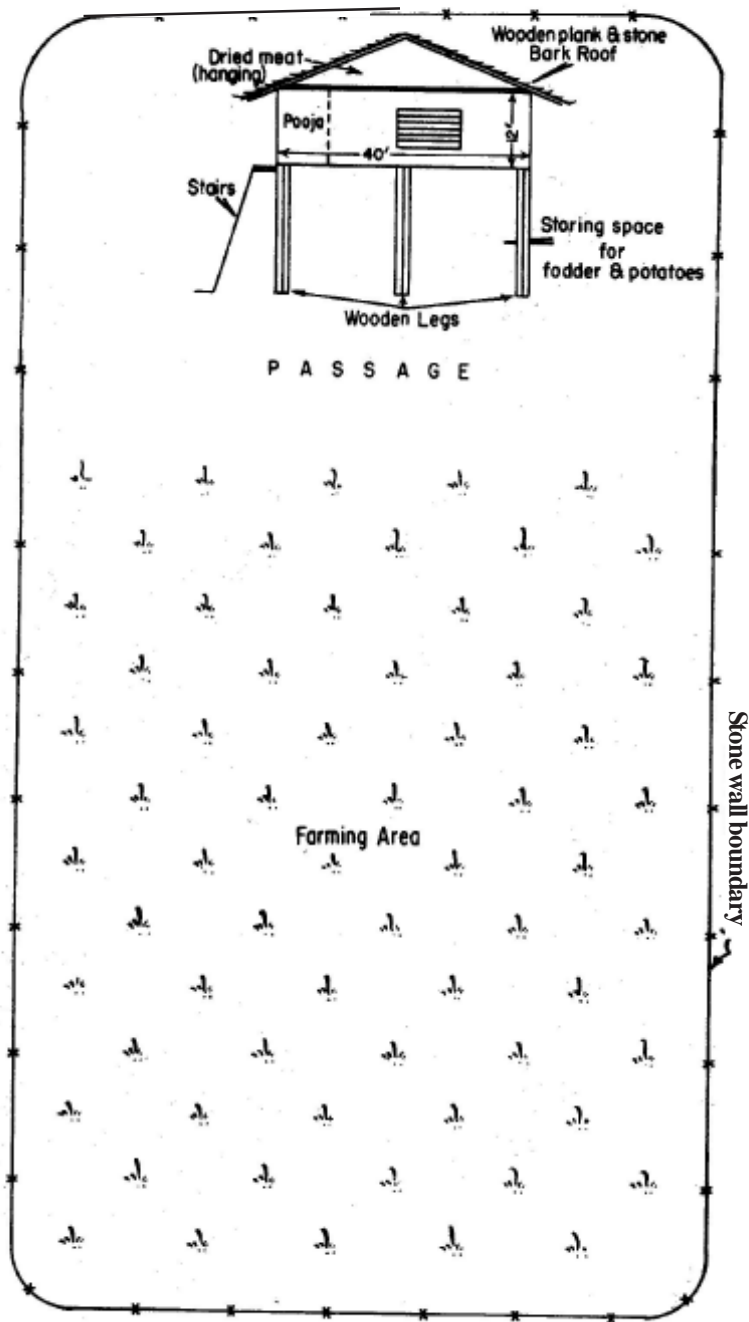 Dried meat
(hanging)
Wooden plank & stone
Bark Roof
Pooja
12'
40'
Stairs
Storing space
for
fodder & potatoes
Wooden Legs
PASSAGE
Farming Area
Stone wall boundary